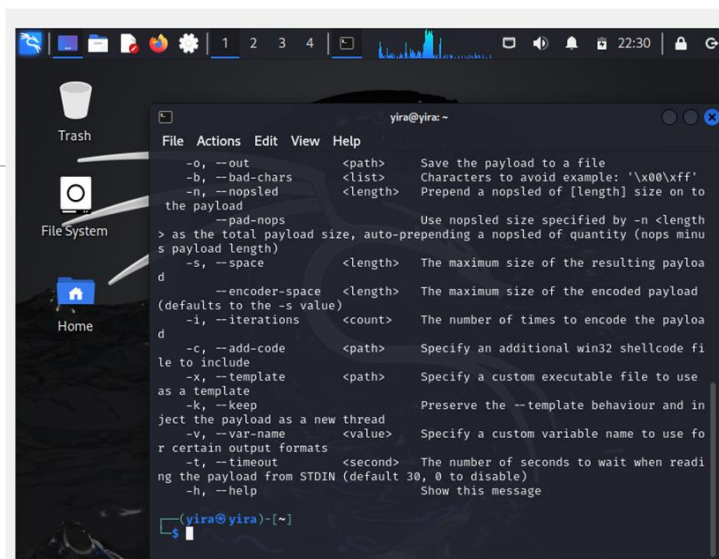 1 2 3 4
22:30
Trash
File System
Home
yira@yira: ~
File Actions Edit View Help
-o, --out <path> Save the payload to a file
-b, --bad-chars <list> Characters to avoid example: '\x00\xff'
-n, --nopsled <length> Prepend a nopsled of [length] size on to
the payload
--pad-nops Use nopsled size specified by -n <length
> as the total payload size, auto-prepending a nopsled of quantity (nops minu
s payload length)
-s, --space <length> The maximum size of the resulting payloa
d
--encoder-space <length> The maximum size of the encoded payload
(defaults to the -s value)
-i, --iterations <count> The number of times to encode the payloa
d
-c, --add-code <path> Specify an additional win32 shellcode fi
le to include
-x, --template <path> Specify a custom executable file to use
as a template
-k, --keep Preserve the --template behaviour and in
ject the payload as a new thread
-v, --var-name <value> Specify a custom variable name to use fo
r certain output formats
-t, --timeout <second> The number of seconds to wait when readi
ng the payload from STDIN (default 30, 0 to disable)
-h, --help Show this message
(yira㉿yira)-[~]
$